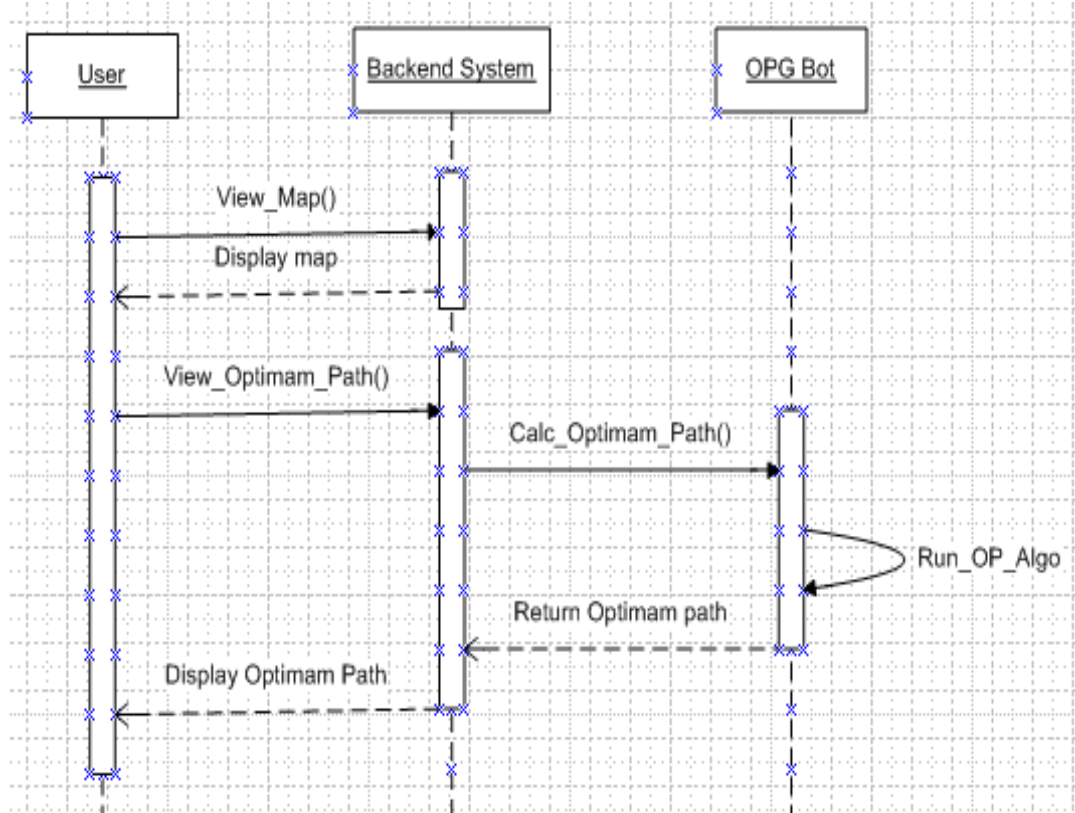 User
Backend System
OPG Bot
View_Map()
Display map
View_Optimam_Path()
Calc_Optimam_Path()
Run_OP_Algo
Return Optimam path
Display Optimam Path